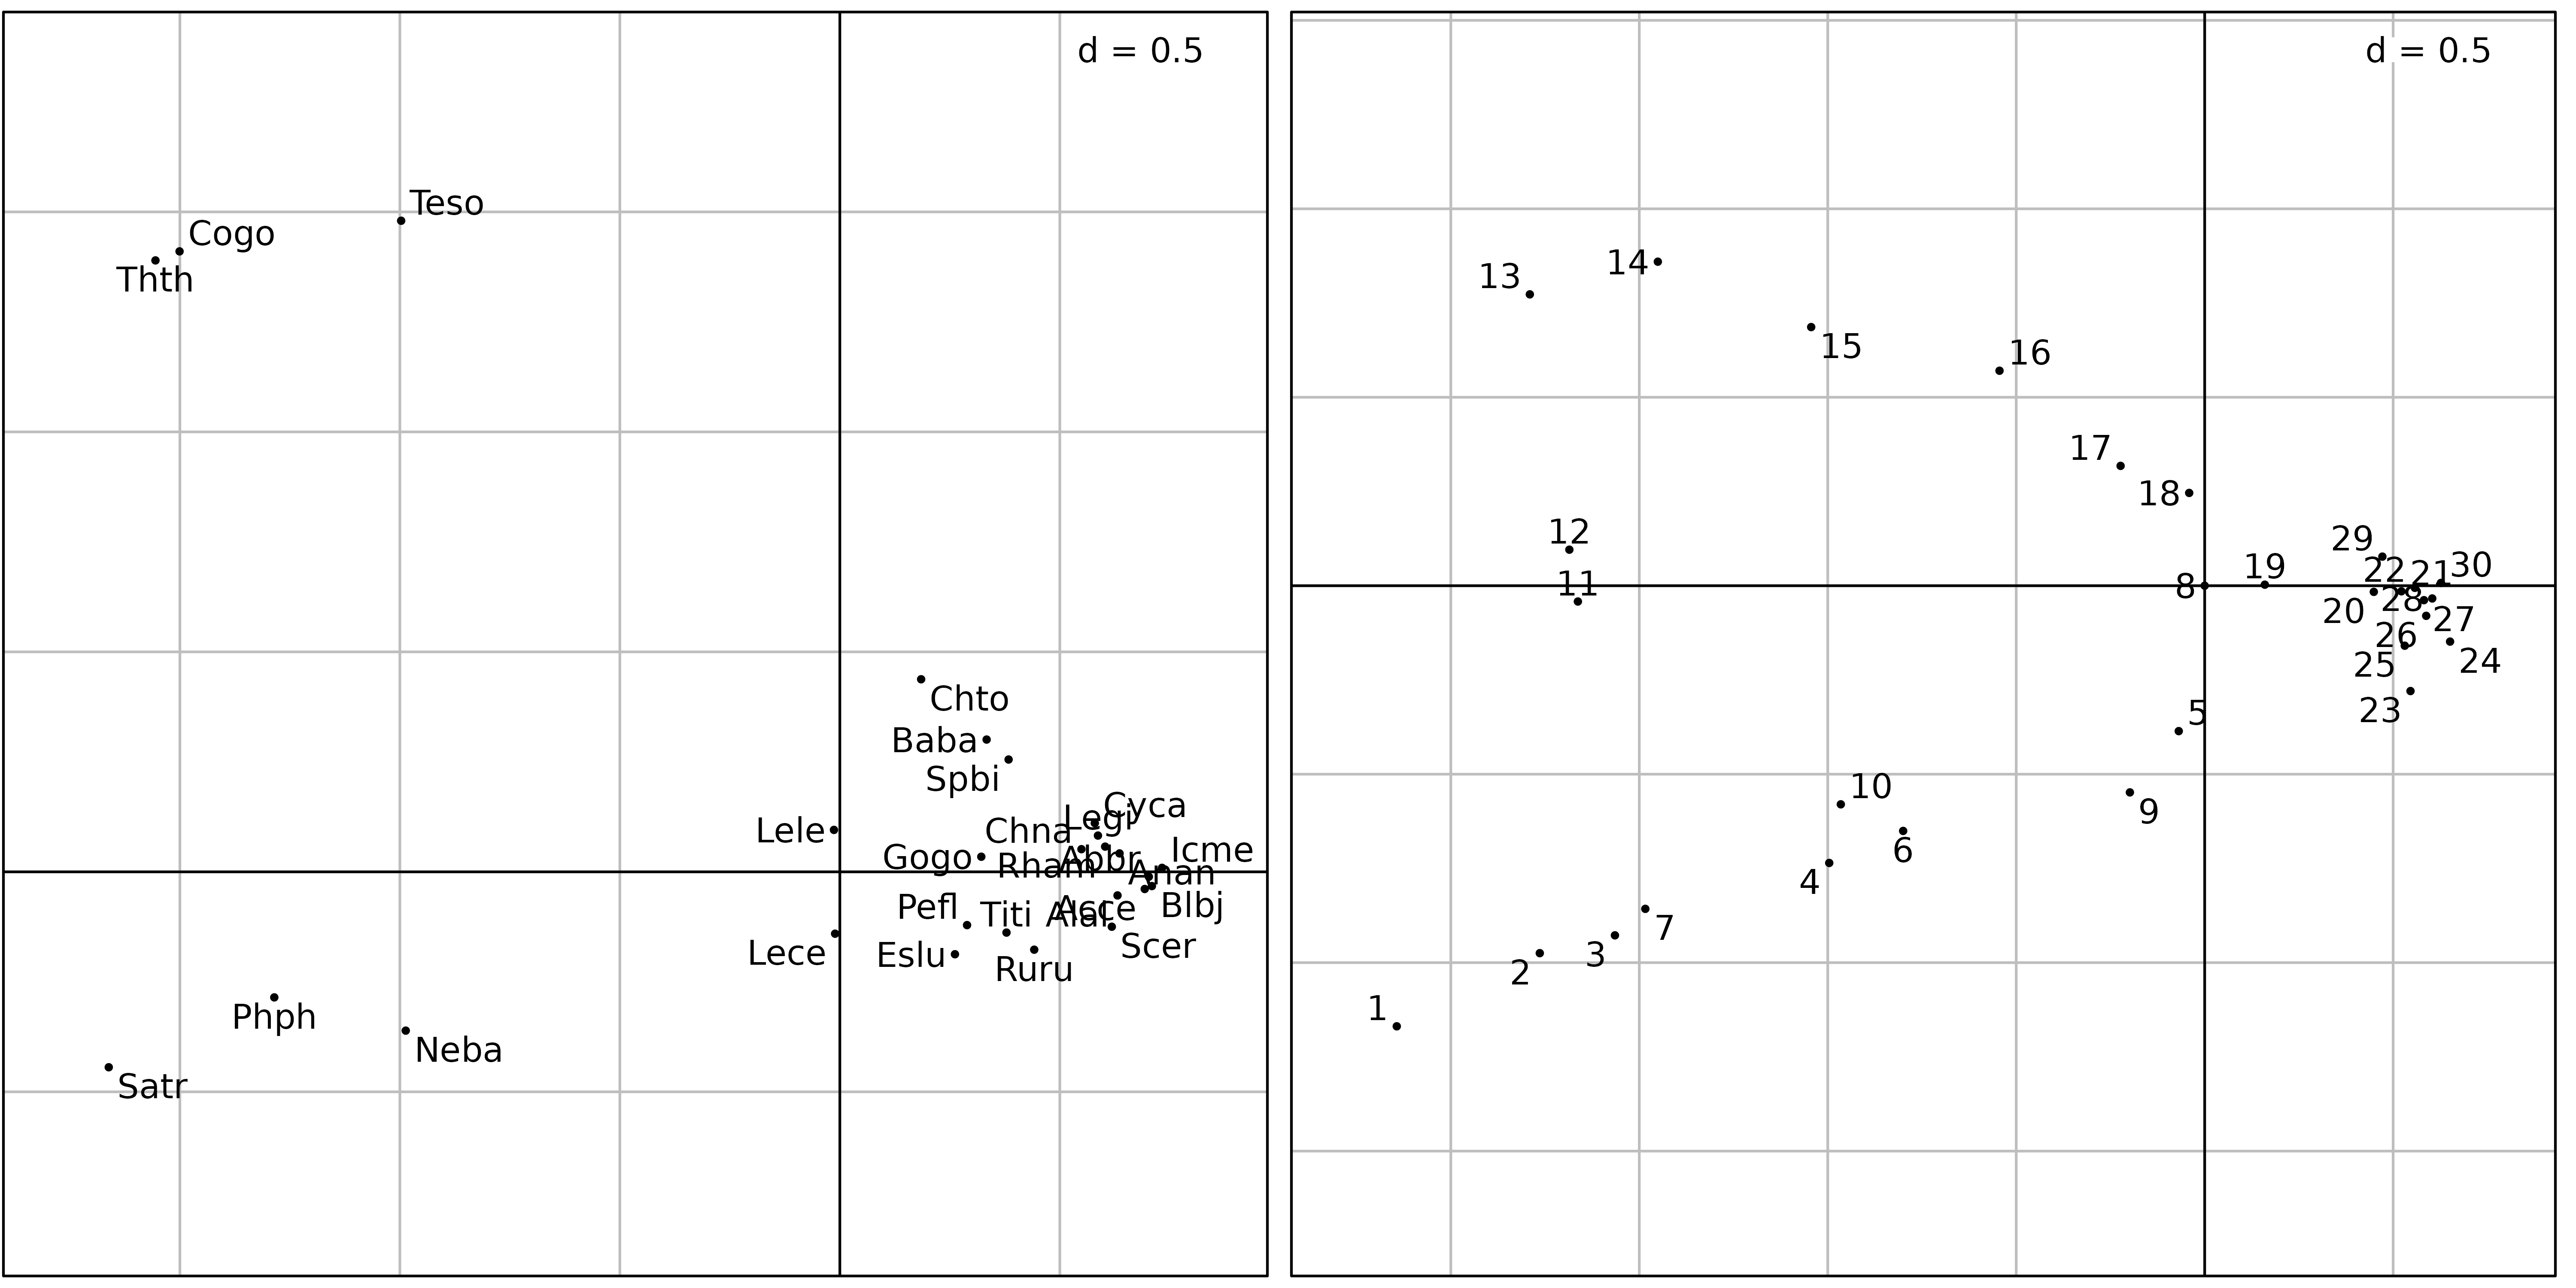 d = 0.5
Teso
Cogo
Thth
Chto
Baba
Spbi
Cyca
Legi
Lele
Chna
Gogo
Rham
Abbr
Icme
Anan
Pefl
Titi
Alal
Acce
Blbj
Lece
Eslu
Ruru
Scer
Phph
Neba
Satr
d = 0.5
14
13
15
16
17
18
12
11
8
19
29
22
21
30
20
28
27
26
25
24
23
5
10
9
6
4
7
3
2
1